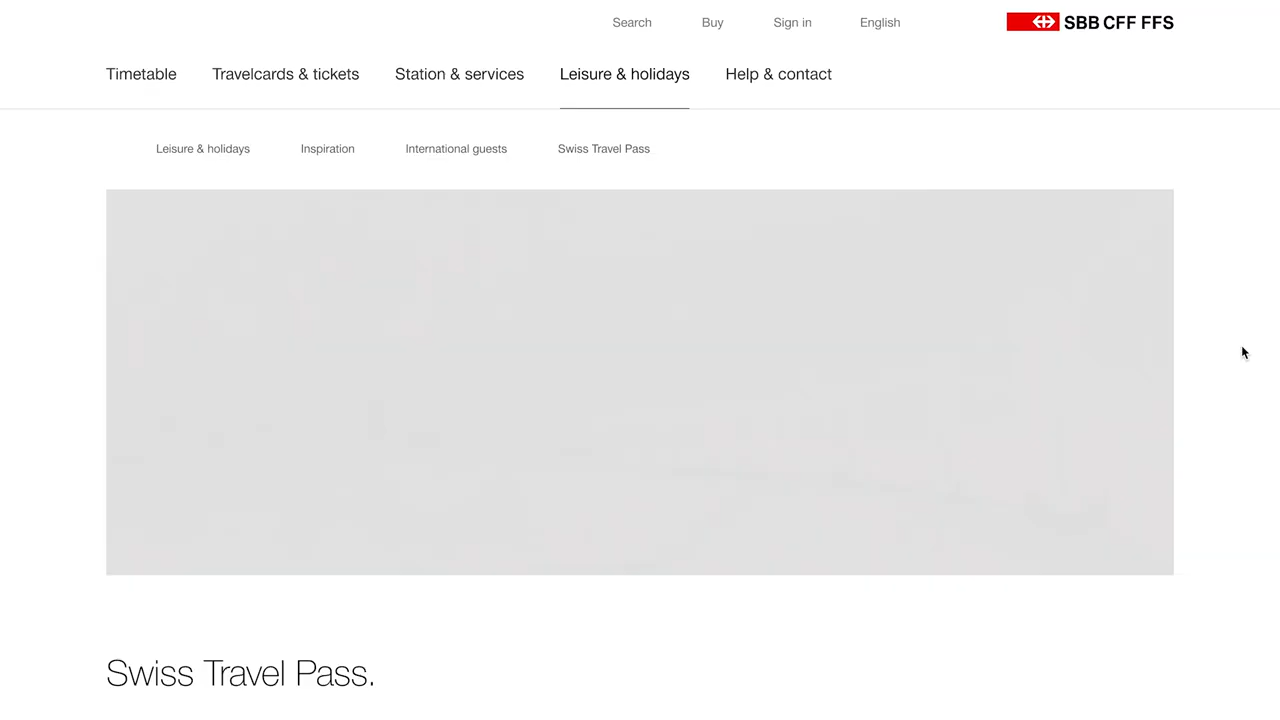 Search Buy Sign in English SBB CFF FFS
Timetable Travelcards & tickets Station & services Leisure & holidays Help & contact
Leisure & holidays Inspiration International guests Swiss Travel Pass
Swiss Travel Pass.